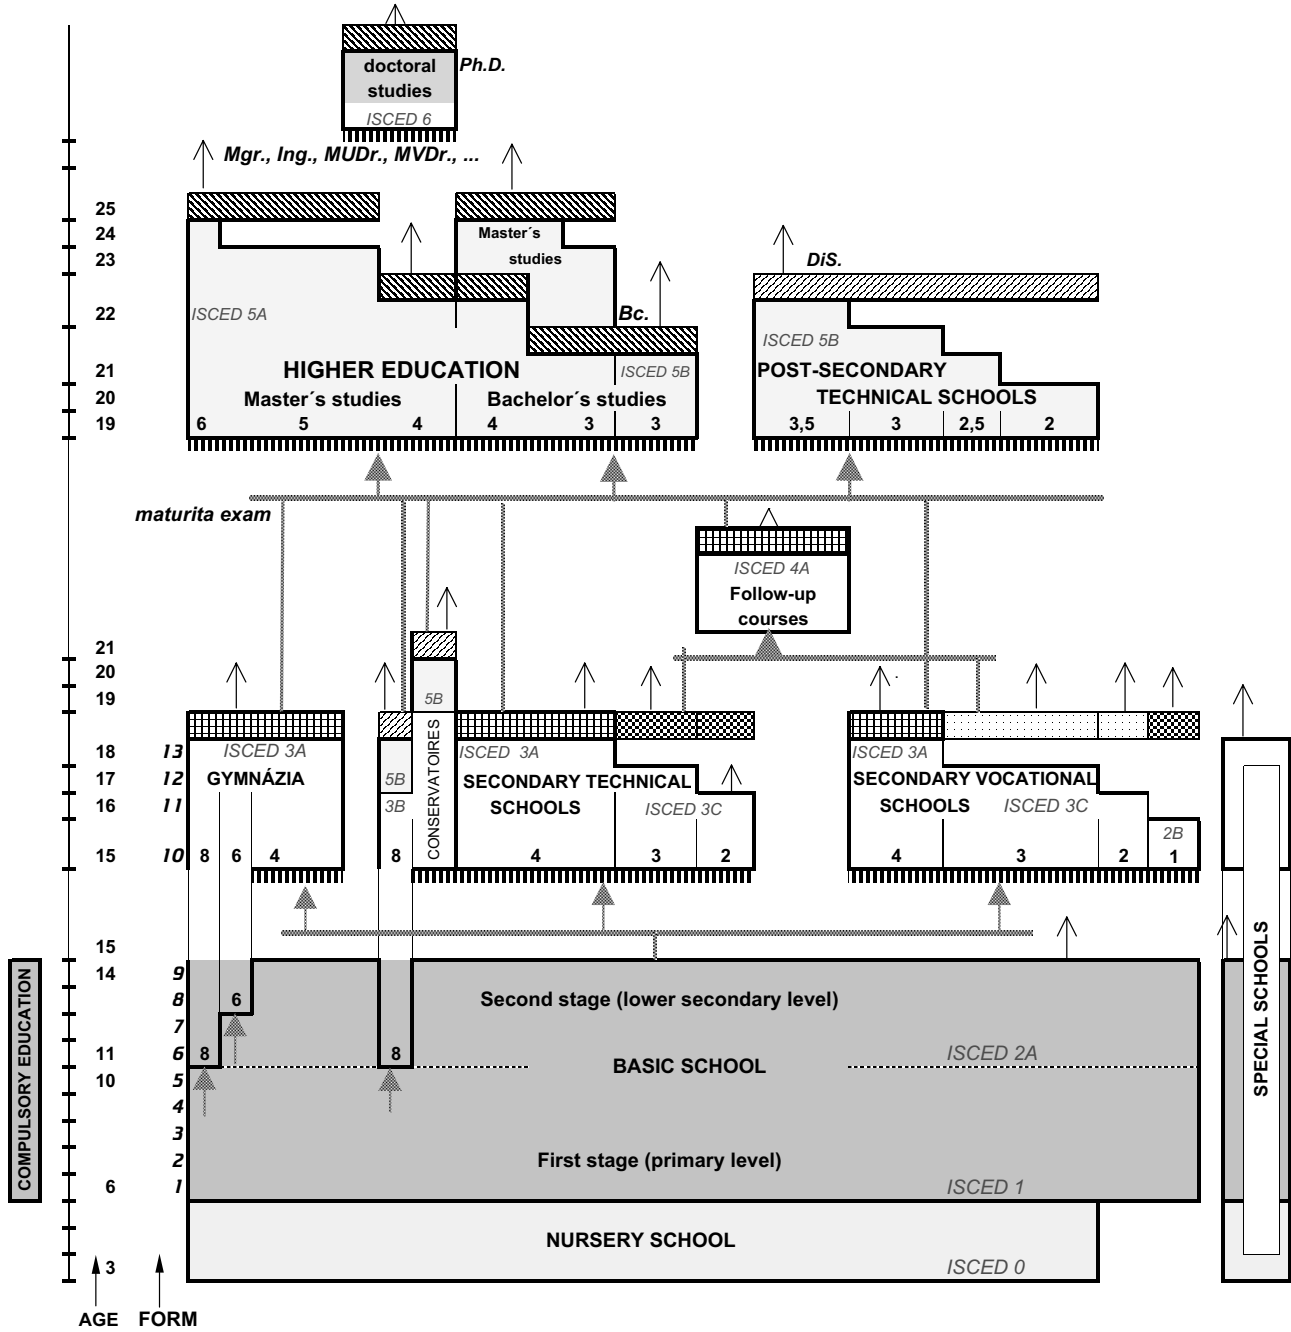 doctoral Ph.D.
studies
ISCED 6
Mgr., Ing., MUDr., MVDr., ...
25
24 Master´s
23 studies DiS.
22 ISCED 5A Bc. ISCED 5B
21 HIGHER EDUCATION ISCED 5B POST-SECONDARY
20 Master´s studies Bachelor´s studies TECHNICAL SCHOOLS
19 6 5 4 4 3 3 3,5 3 2,5 2
maturita exam
ISCED 4A
Follow-up
courses
21
20
19 5B
18 13 ISCED 3A ISCED 3A ISCED 3A
17 12 GYMNÁZIA 5B SECONDARY TECHNICAL SECONDARY VOCATIONAL
16 11 3B SCHOOLS ISCED 3C SCHOOLS ISCED 3C
2B
15 10 8 6 4 8 4 3 2 4 3 2 1
CONSERVATOIRES
15
14 9
8 6 Second stage (lower secondary level)
7
11 6 8 8 ISCED 2A
BASIC SCHOOL
10 5
4
3
2 First stage (primary level)
6 1 ISCED 1
NURSERY SCHOOL
3 ISCED 0
AGE FORM
COMPULSORY EDUCATION
SPECIAL SCHOOLS